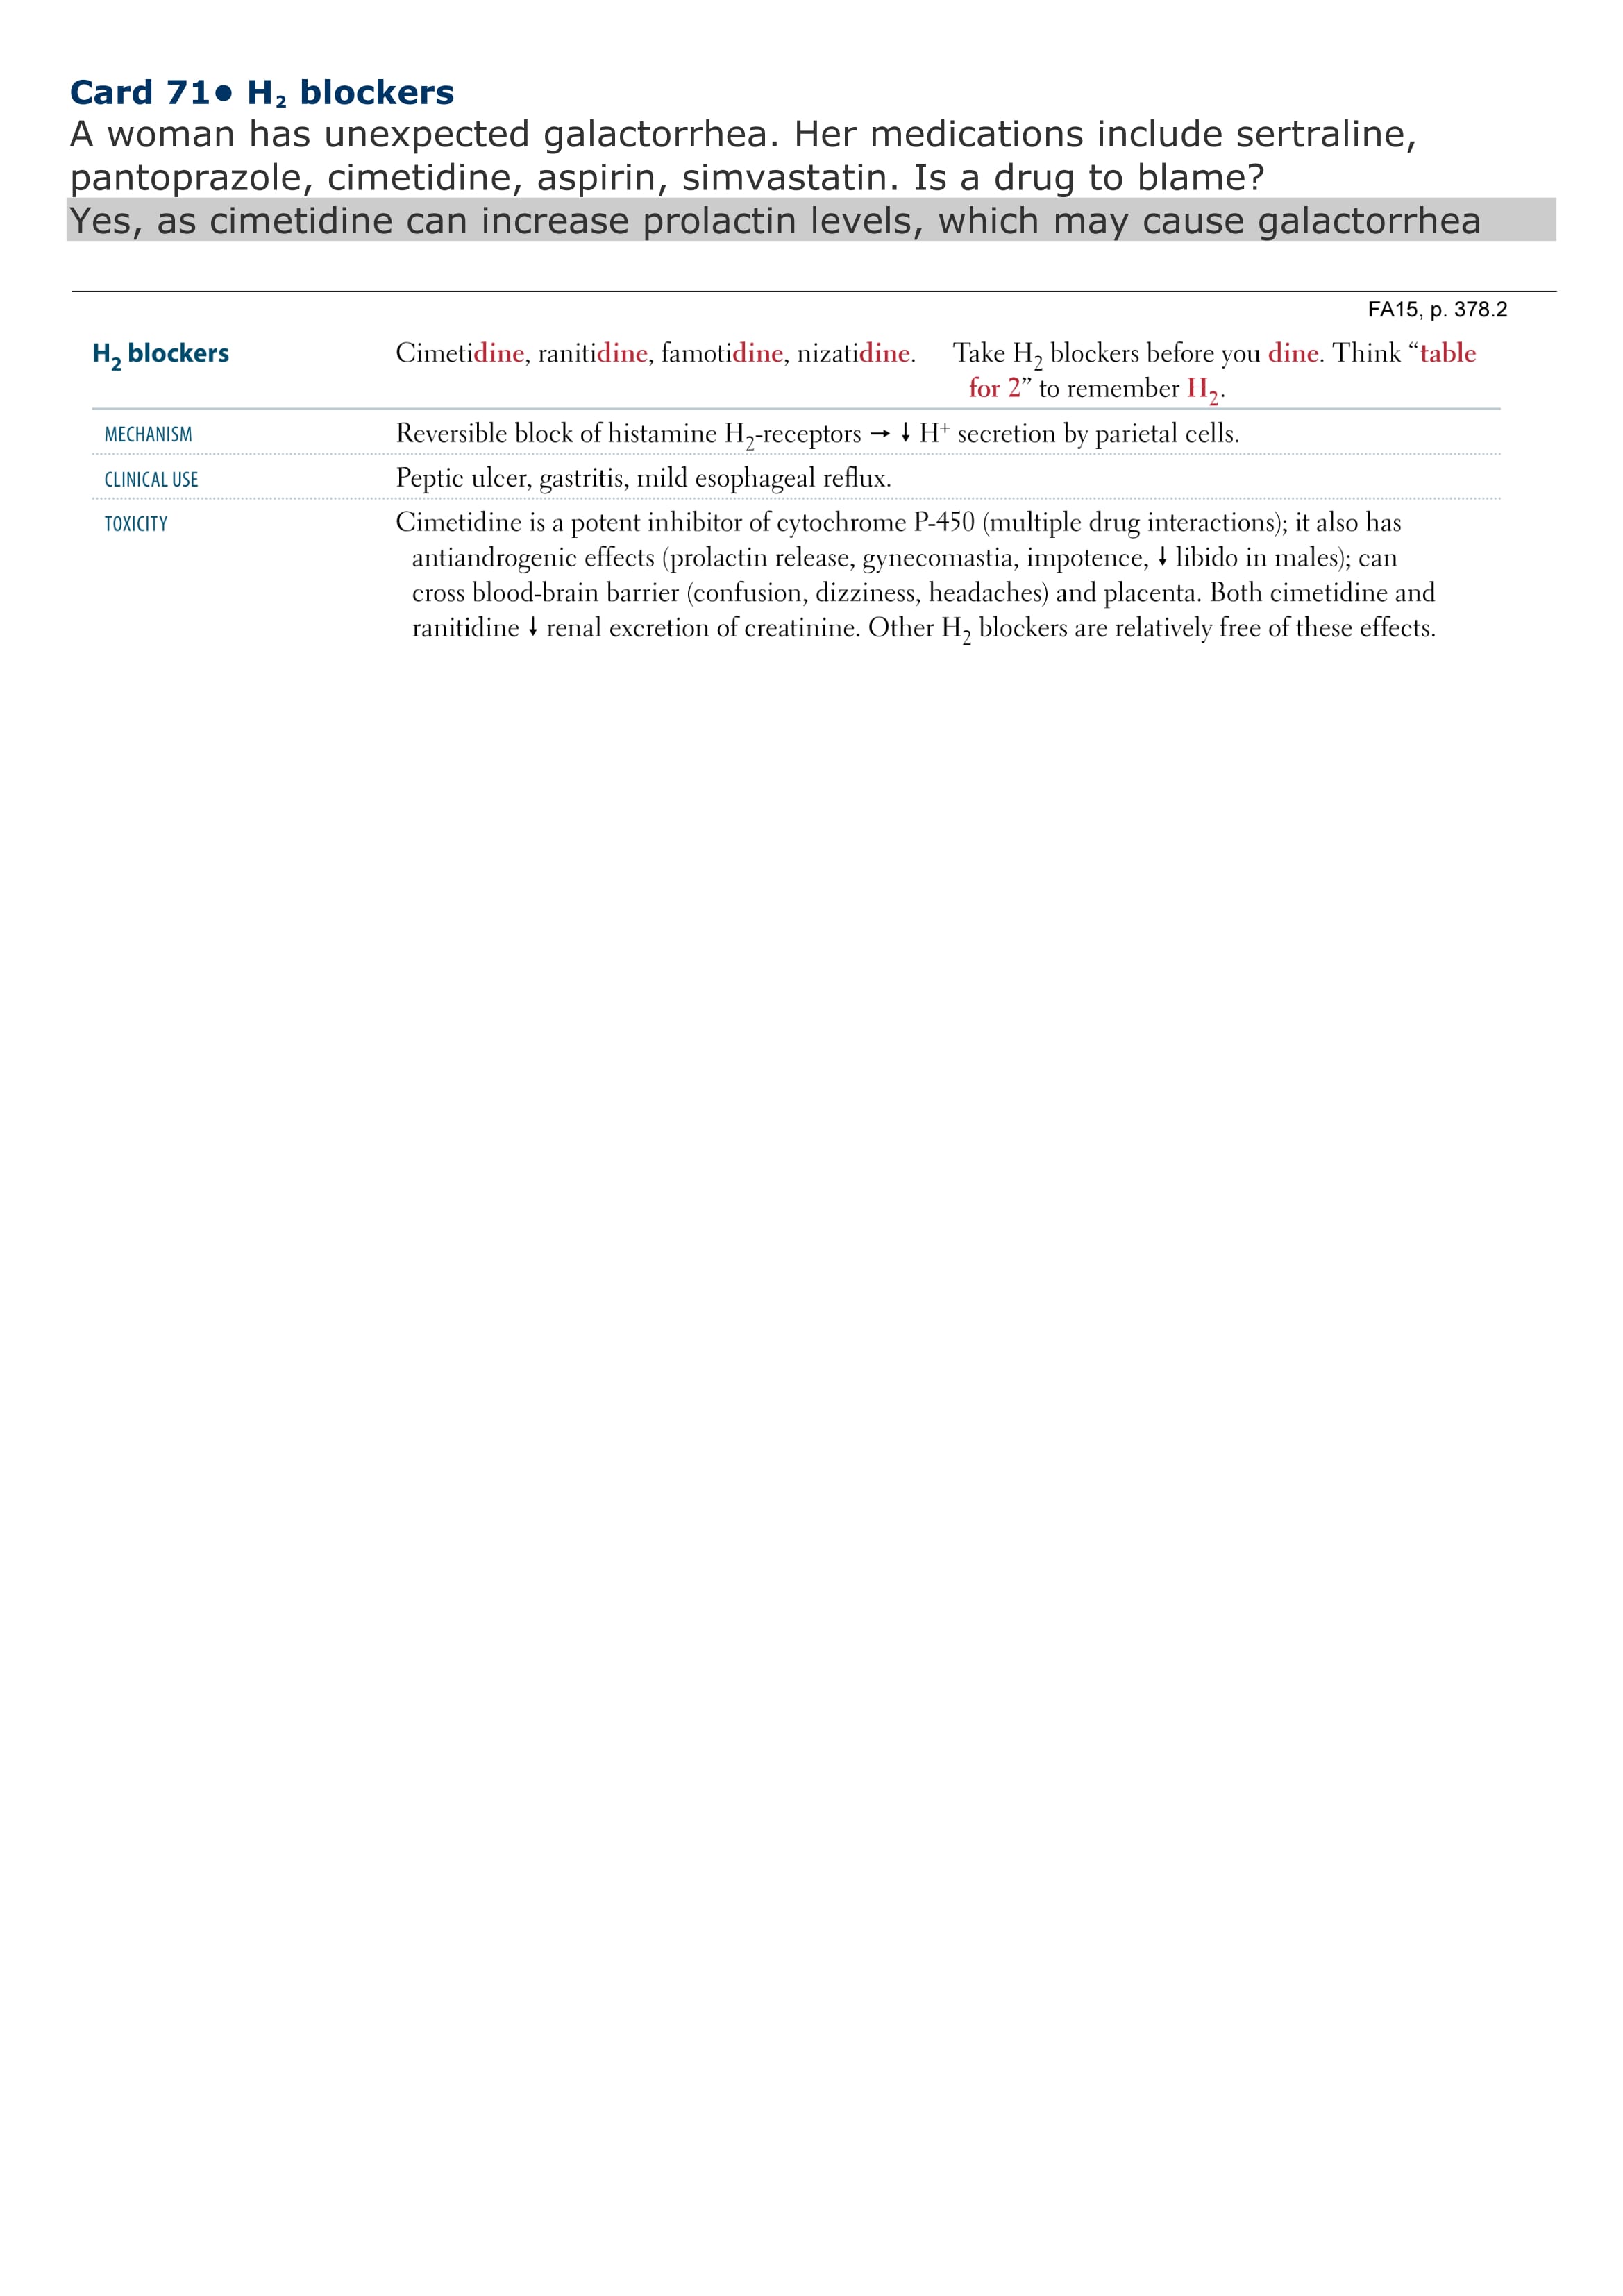 Card 71● H₂ blockers
A woman has unexpected galactorrhea. Her medications include sertraline,
pantoprazole, cimetidine, aspirin, simvastatin. Is a drug to blame?
Yes, as cimetidine can increase prolactin levels, which may cause galactorrhea
FA15, p. 378.2
H₂ blockers Cimetidine, ranitidine, famotidine, nizatidine. Take H₂ blockers before you dine. Think “table
for 2” to remember H₂.
MECHANISM Reversible block of histamine H₂-receptors → ↓ H⁺ secretion by parietal cells.
CLINICAL USE Peptic ulcer, gastritis, mild esophageal reflux.
TOXICITY Cimetidine is a potent inhibitor of cytochrome P-450 (multiple drug interactions); it also has
antiandrogenic effects (prolactin release, gynecomastia, impotence, ↓ libido in males); can
cross blood-brain barrier (confusion, dizziness, headaches) and placenta. Both cimetidine and
ranitidine ↓ renal excretion of creatinine. Other H₂ blockers are relatively free of these effects.